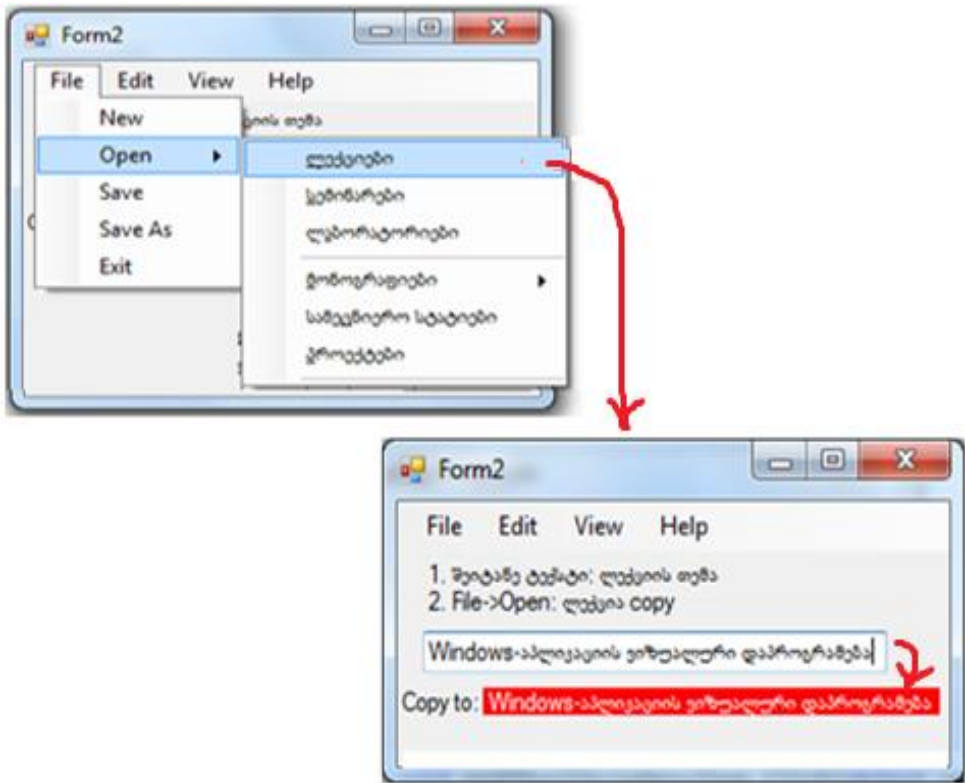 Form2
File Edit View Help
New
Open
Save
Save As
Exit
თემა
ლექციები
სემინარები
ლაბორატორიები
მონოგრაფიები
სამეცნიერო სტატიები
პროექტები
Form2
File Edit View Help
1. შეიტანე ტექსტი: ლექციის თემა
2. File->Open: ლექცია copy
Windows-აპლიკაციის ვიზუალური დაპროგრამება
Copy to: Windows-აპლიკაციის ვიზუალური დაპროგრამება